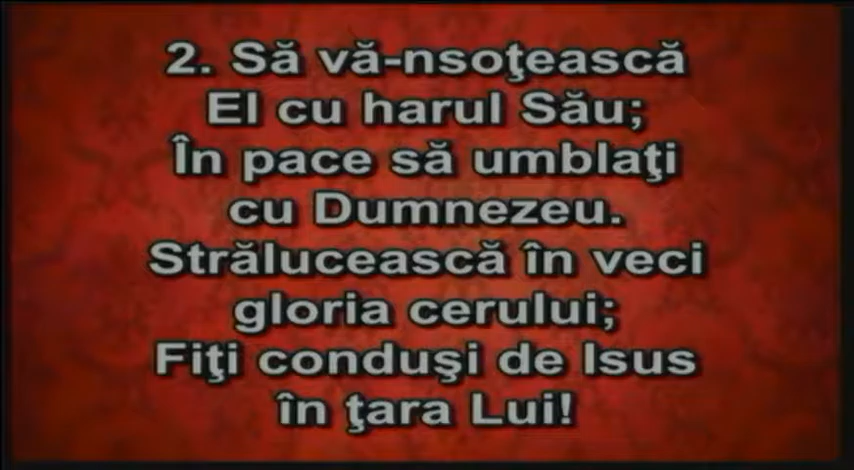 2. Să vă-nsoţească
El cu harul Său;
În pace să umblaţi
cu Dumnezeu.
Strălucească în veci
gloria cerului;
Fiţi conduşi de Isus
în ţara Lui!